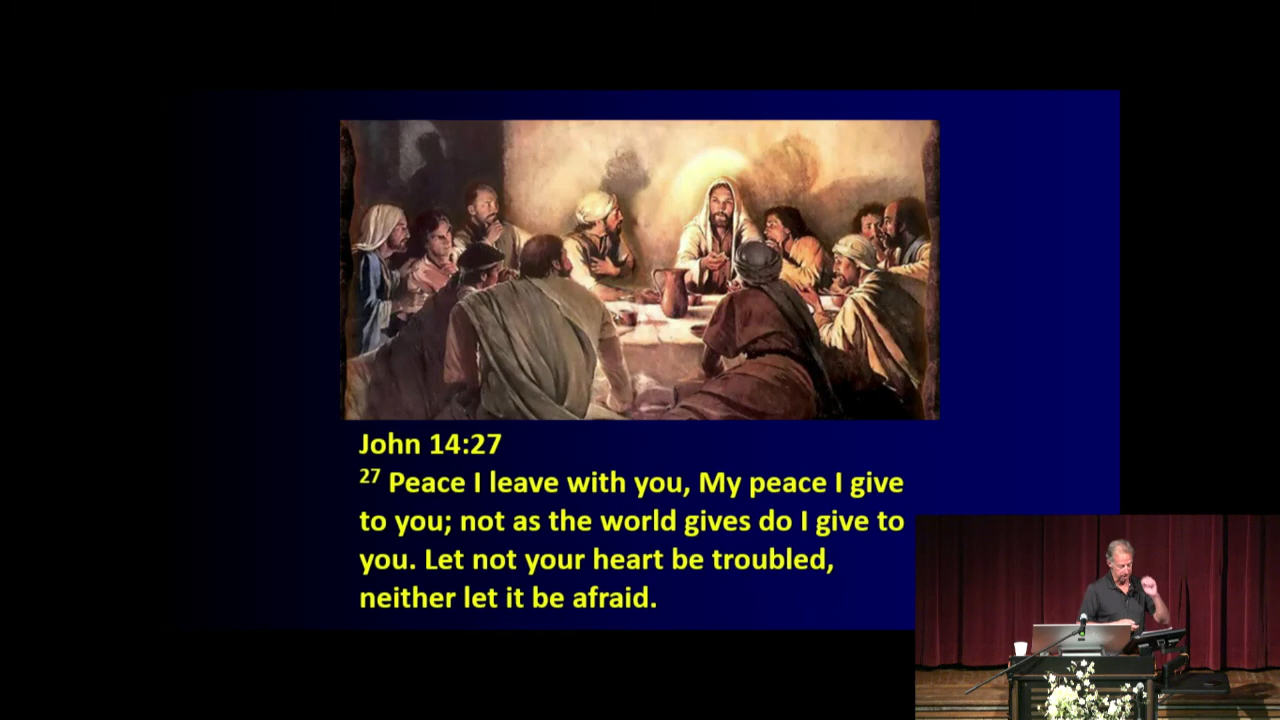 John 14:27
27 Peace I leave with you, My peace I give
to you; not as the world gives do I give to
you. Let not your heart be troubled,
neither let it be afraid.